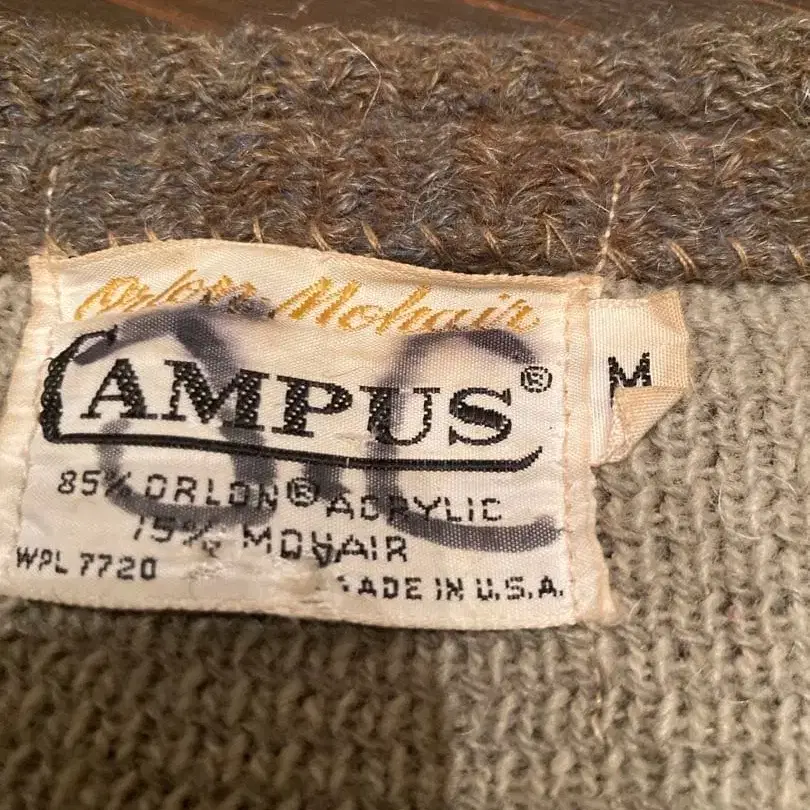 Orlon Mohair
CAMPUS®
M
85% ORLON® ACRYLIC
15% MOHAIR
WPL 7720
MADE IN U.S.A.